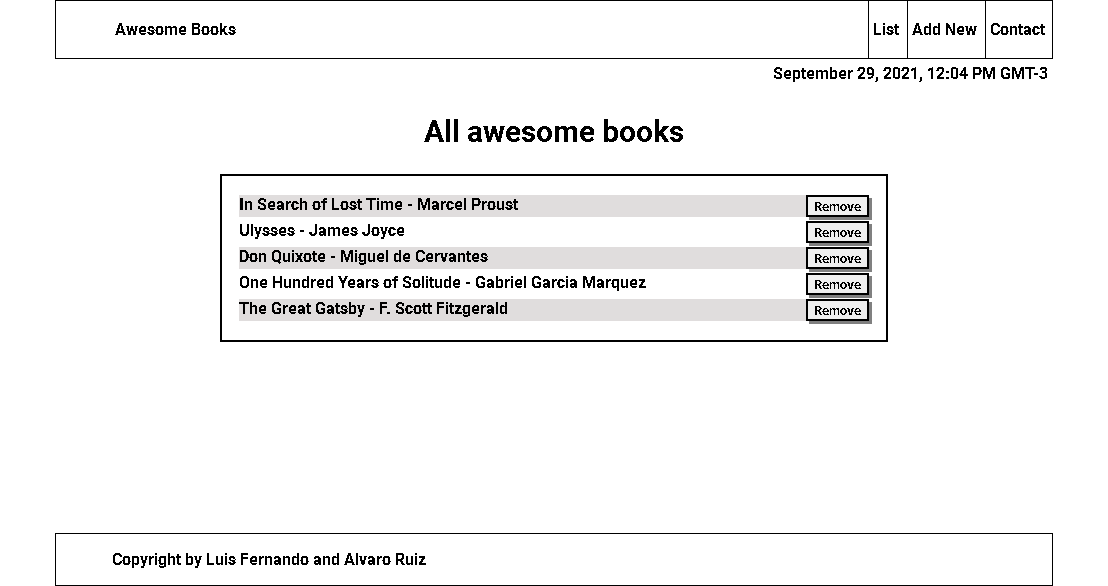 Awesome Books List Add New Contact
September 29, 2021, 12:04 PM GMT-3
All awesome books
In Search of Lost Time - Marcel Proust Remove
Ulysses - James Joyce Remove
Don Quixote - Miguel de Cervantes Remove
One Hundred Years of Solitude - Gabriel Garcia Marquez Remove
The Great Gatsby - F. Scott Fitzgerald Remove
Copyright by Luis Fernando and Alvaro Ruiz